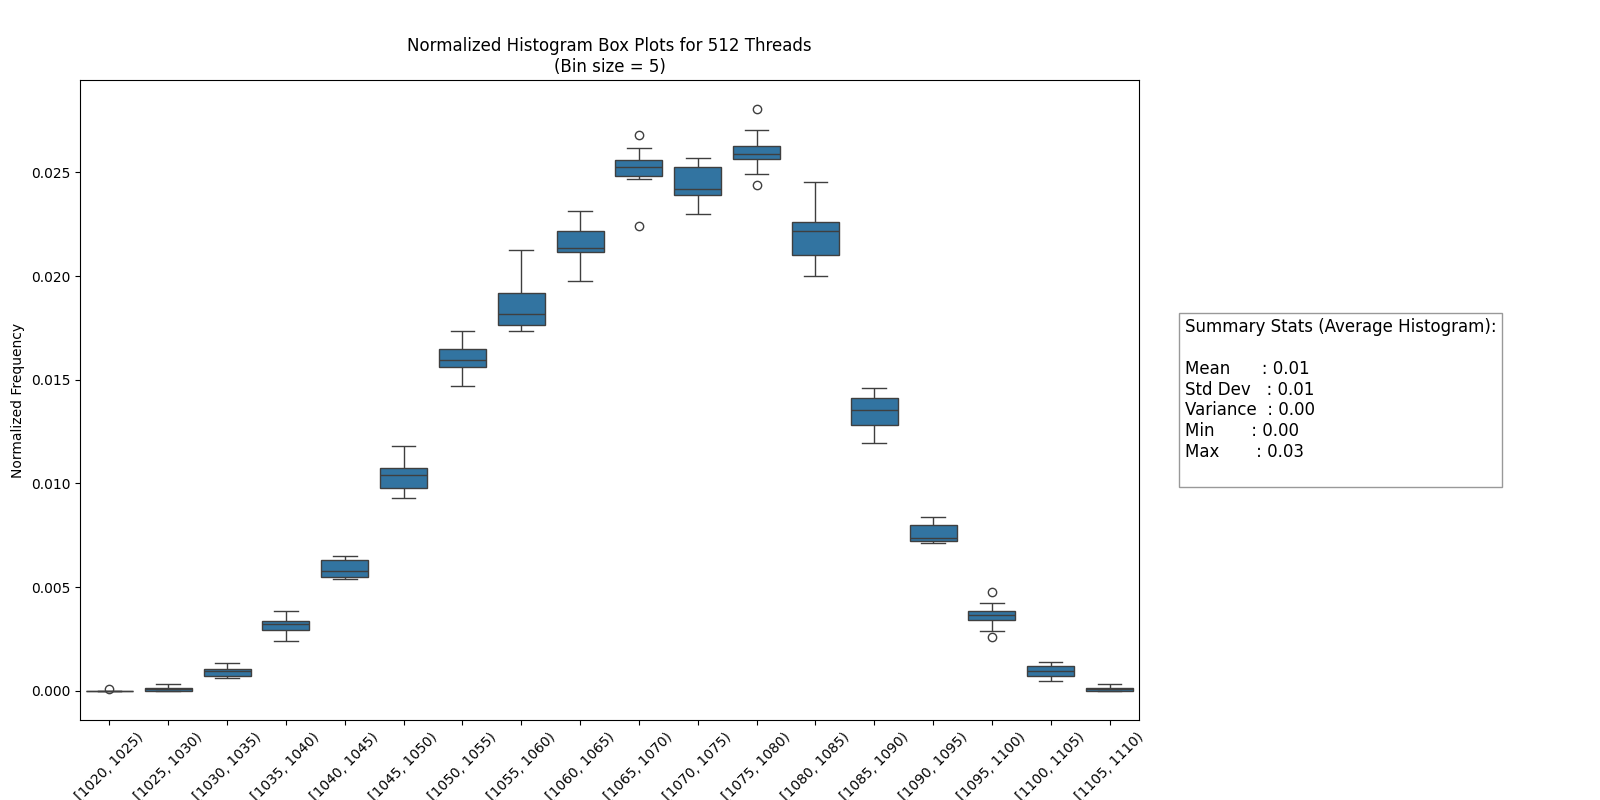 Normalized Histogram Box Plots for 512 Threads
(Bin size = 5)
Normalized Frequency
0.025
0.020
0.015
0.010
0.005
0.000
[1020, 1025)
[1025, 1030)
[1030, 1035)
[1035, 1040)
[1040, 1045)
[1045, 1050)
[1050, 1055)
[1055, 1060)
[1060, 1065)
[1065, 1070)
[1070, 1075)
[1075, 1080)
[1080, 1085)
[1085, 1090)
[1090, 1095)
[1095, 1100)
[1100, 1105)
[1105, 1110)
Summary Stats (Average Histogram):
Mean : 0.01
Std Dev : 0.01
Variance : 0.00
Min : 0.00
Max : 0.03